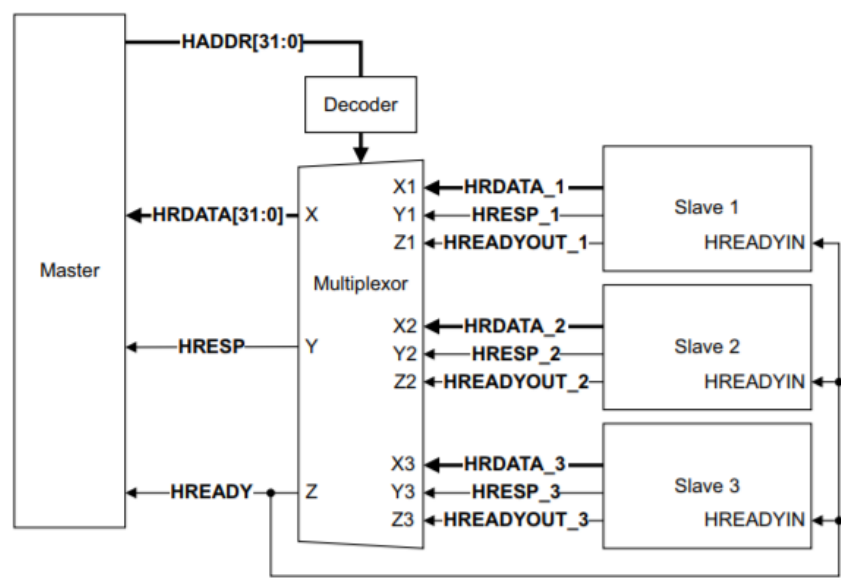 HADDR[31:0]
Decoder
Master
HRDATA[31:0]
HRESP
HREADY
X
Y
Z
Multiplexor
X1
Y1
Z1
X2
Y2
Z2
X3
Y3
Z3
HRDATA_1
HRESP_1
HREADYOUT_1
HRDATA_2
HRESP_2
HREADYOUT_2
HRDATA_3
HRESP_3
HREADYOUT_3
Slave 1
HREADYIN
Slave 2
HREADYIN
Slave 3
HREADYIN